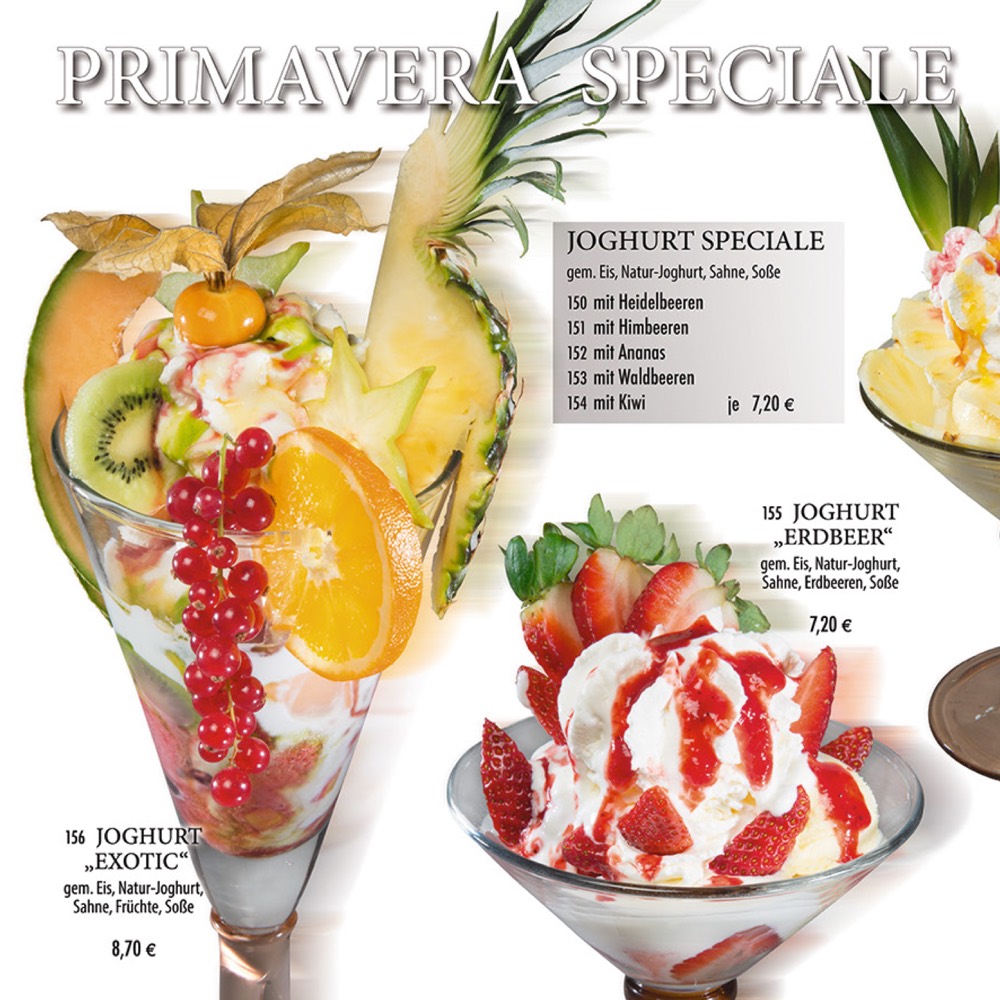 PRIMAVERA SPECIALE
JOGHURT SPECIALE
gem. Eis, Natur-Joghurt, Sahne, Soße
150 mit Heidelbeeren
151 mit Himbeeren
152 mit Ananas
153 mit Waldbeeren
154 mit Kiwi je 7,20 €
155 JOGHURT
„ERDBEER“
gem. Eis, Natur-Joghurt,
Sahne, Erdbeeren, Soße
7,20 €
156 JOGHURT
„EXOTIC“
gem. Eis, Natur-Joghurt,
Sahne, Früchte, Soße
8,70 €